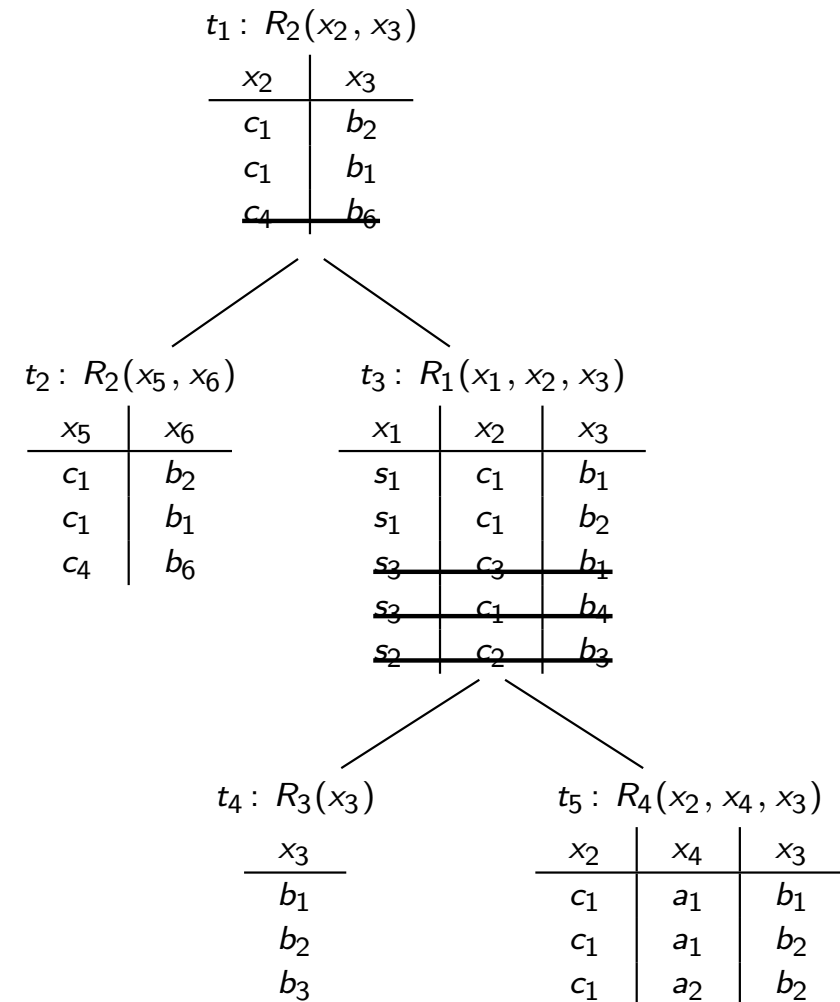 t₁ : R₂(x₂, x₃)
x₂ x₃
c₁ b₂
c₁ b₁
c₄ b₆
t₂ : R₂(x₅, x₆) t₃ : R₁(x₁, x₂, x₃)
x₅ x₆ x₁ x₂ x₃
c₁ b₂ s₁ c₁ b₁
c₁ b₁ s₁ c₁ b₂
c₄ b₆ s₃ c₃ b₁
s₃ c₁ b₄
s₂ c₂ b₃
t₄ : R₃(x₃) t₅ : R₄(x₂, x₄, x₃)
x₃ x₂ x₄ x₃
b₁ c₁ a₁ b₁
b₂ c₁ a₁ b₂
b₃ c₁ a₂ b₂